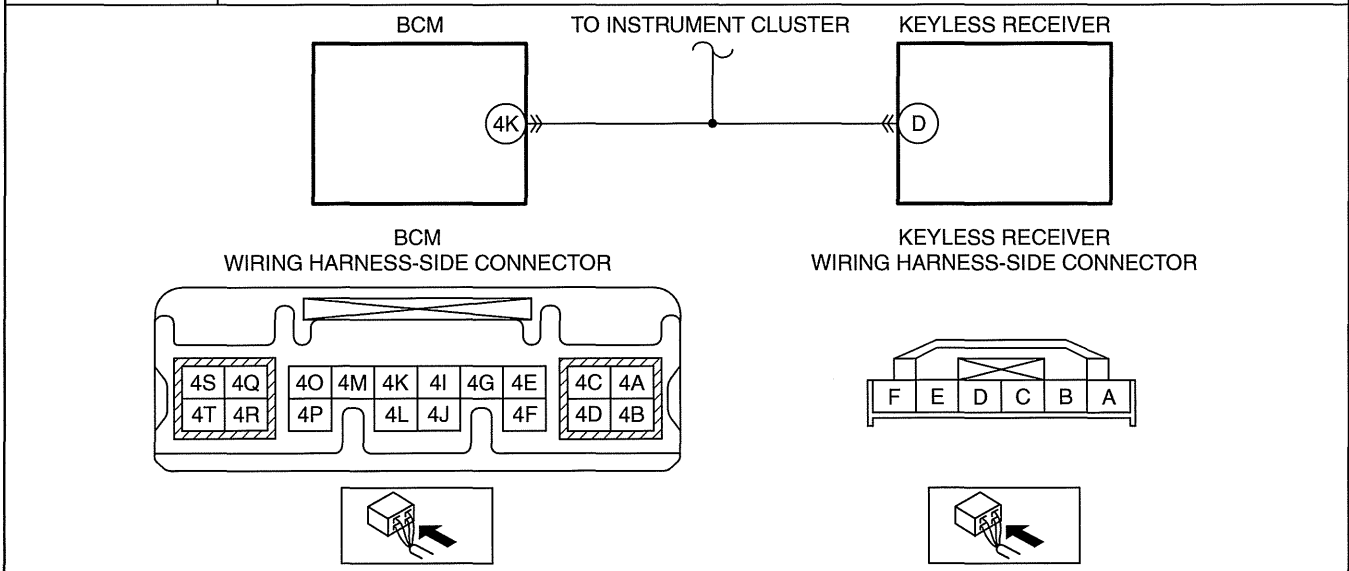 BCM TO INSTRUMENT CLUSTER KEYLESS RECEIVER
4K D
BCM KEYLESS RECEIVER
WIRING HARNESS-SIDE CONNECTOR WIRING HARNESS-SIDE CONNECTOR
4S 4Q 4O 4M 4K 4I 4G 4E 4C 4A
4T 4R 4P 4L 4J 4F 4D 4B
F E D C B A